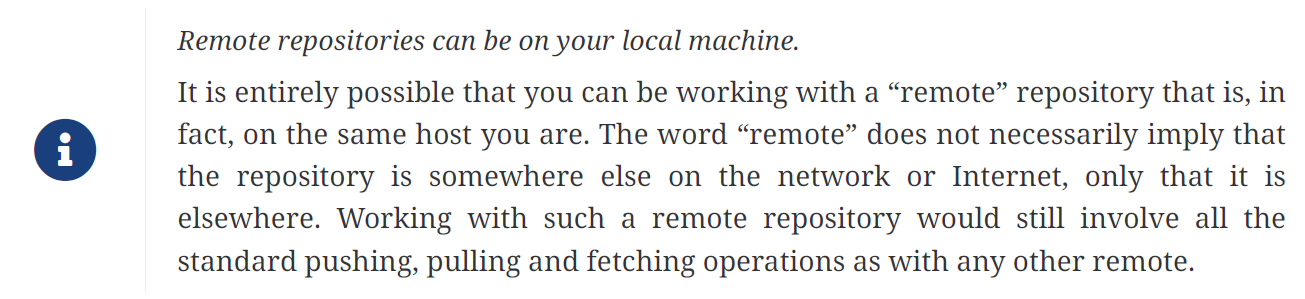 Remote repositories can be on your local machine.
It is entirely possible that you can be working with a “remote” repository that is, in
fact, on the same host you are. The word “remote” does not necessarily imply that
the repository is somewhere else on the network or Internet, only that it is
elsewhere. Working with such a remote repository would still involve all the
standard pushing, pulling and fetching operations as with any other remote.